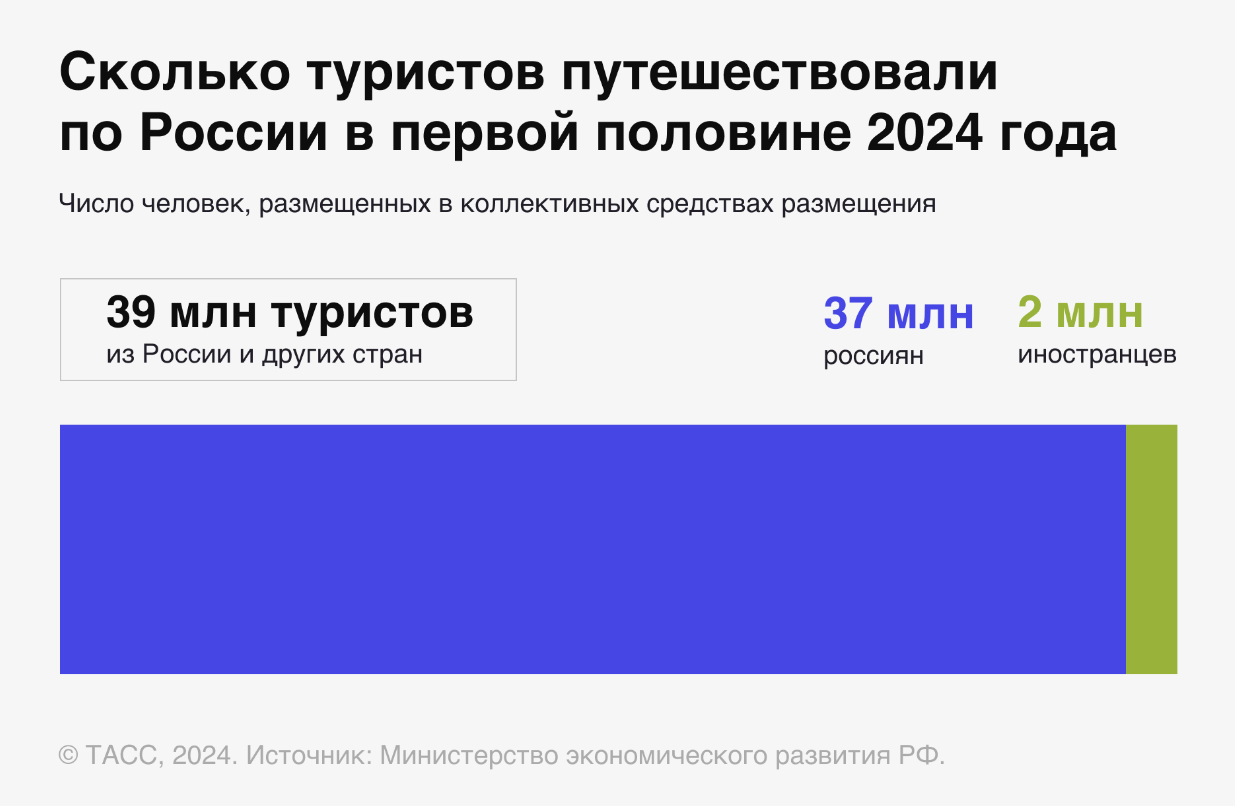 Сколько туристов путешествовали
по России в первой половине 2024 года
Число человек, размещенных в коллективных средствах размещения
39 млн туристов
из России и других стран
37 млн
россиян
2 млн
иностранцев
© ТАСС, 2024. Источник: Министерство экономического развития РФ.